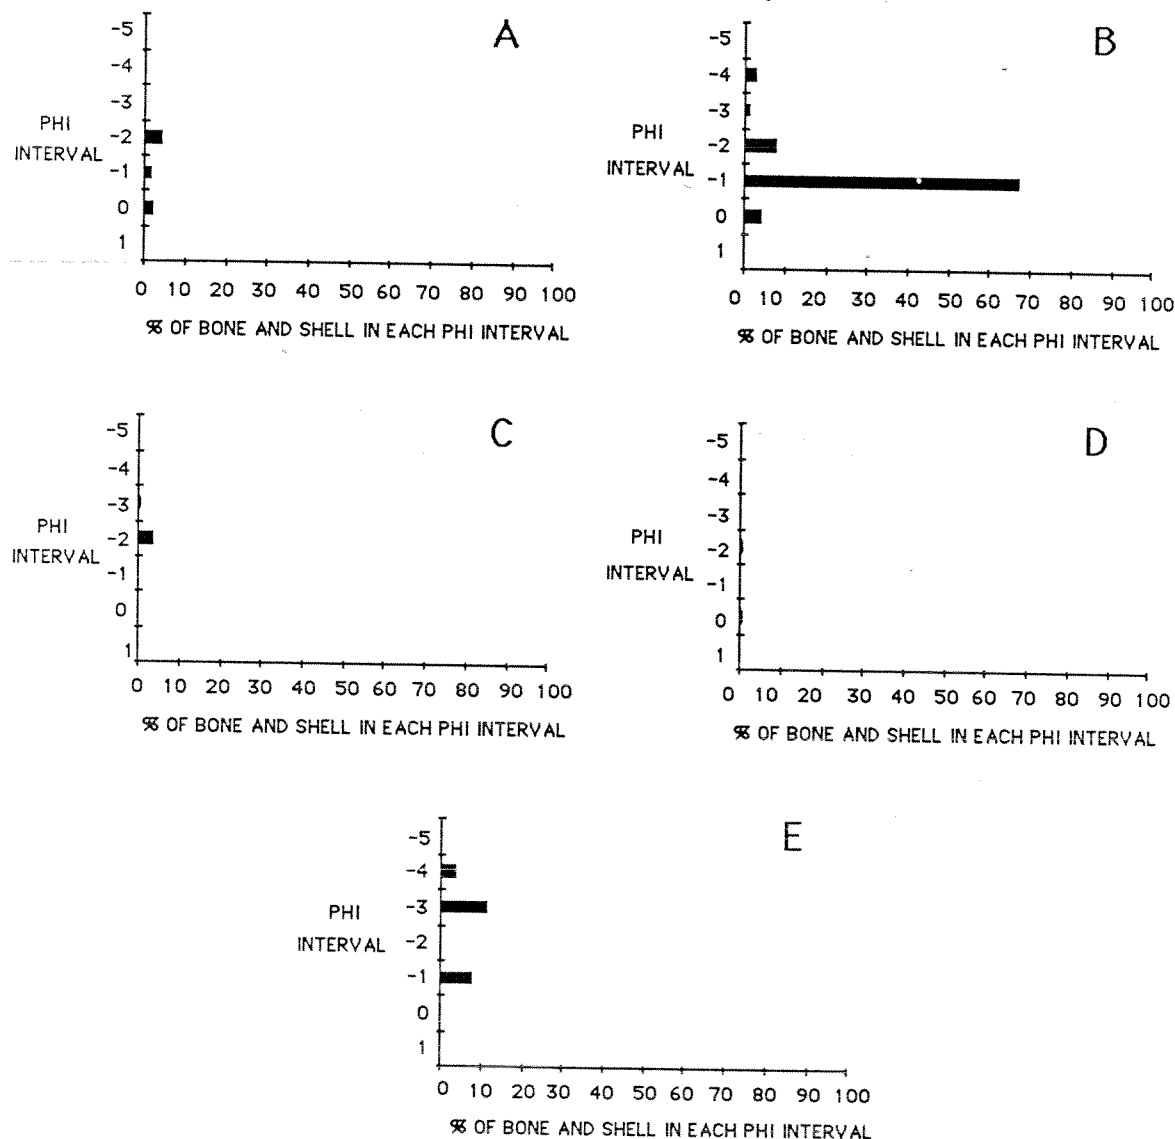 A
-5
-4
-3
PHI
INTERVAL
-2
-1
0
1
0 10 20 30 40 50 60 70 80 90 100
% OF BONE AND SHELL IN EACH PHI INTERVAL
B
-5
-4
-3
PHI
INTERVAL
-2
-1
0
1
0 10 20 30 40 50 60 70 80 90 100
% OF BONE AND SHELL IN EACH PHI INTERVAL
C
-5
-4
-3
PHI
INTERVAL
-2
-1
0
1
0 10 20 30 40 50 60 70 80 90 100
% OF BONE AND SHELL IN EACH PHI INTERVAL
D
-5
-4
-3
PHI
INTERVAL
-2
-1
0
1
0 10 20 30 40 50 60 70 80 90 100
% OF BONE AND SHELL IN EACH PHI INTERVAL
E
-5
-4
-3
PHI
INTERVAL
-2
-1
0
1
0 10 20 30 40 50 60 70 80 90 100
% OF BONE AND SHELL IN EACH PHI INTERVAL